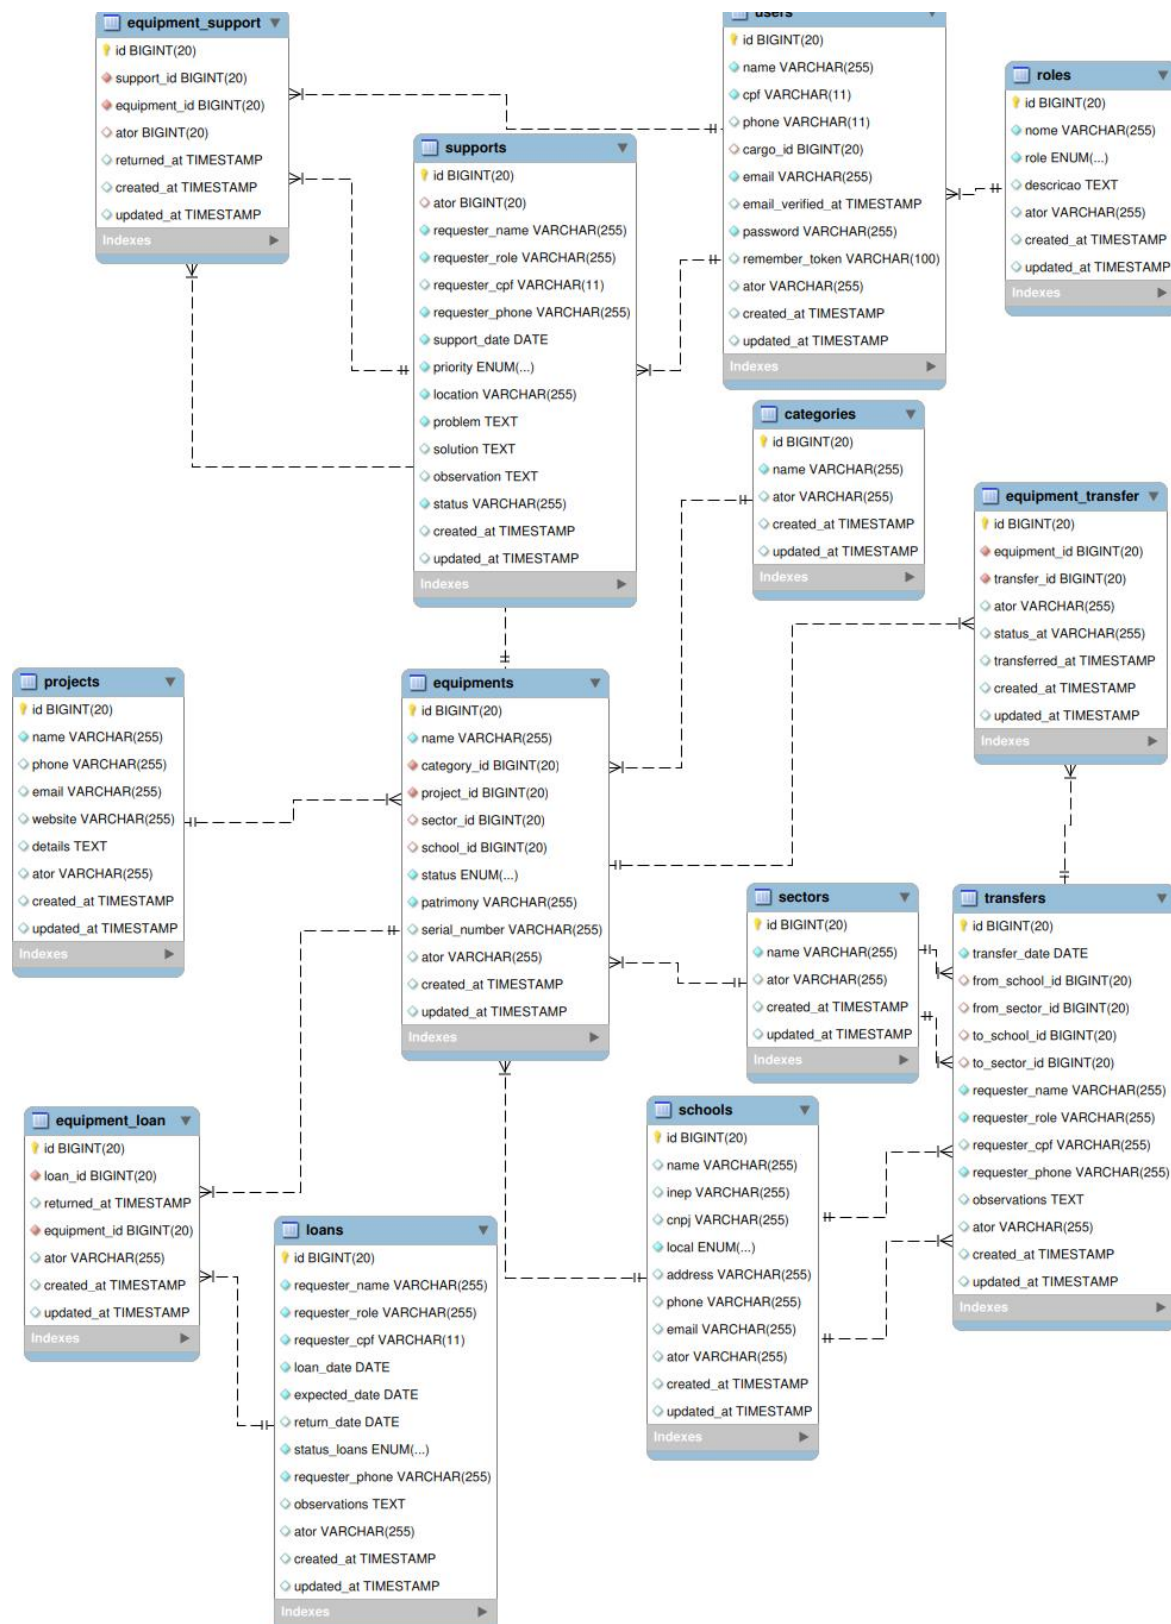 equipment_support
id BIGINT(20)
support_id BIGINT(20)
equipment_id BIGINT(20)
ator BIGINT(20)
returned_at TIMESTAMP
created_at TIMESTAMP
updated_at TIMESTAMP
Indexes
users
id BIGINT(20)
name VARCHAR(255)
cpf VARCHAR(11)
phone VARCHAR(11)
cargo_id BIGINT(20)
email VARCHAR(255)
email_verified_at TIMESTAMP
password VARCHAR(255)
remember_token VARCHAR(100)
ator VARCHAR(255)
created_at TIMESTAMP
updated_at TIMESTAMP
Indexes
roles
id BIGINT(20)
nome VARCHAR(255)
role ENUM(...)
descricao TEXT
ator VARCHAR(255)
created_at TIMESTAMP
updated_at TIMESTAMP
Indexes
supports
id BIGINT(20)
ator BIGINT(20)
requester_name VARCHAR(255)
requester_role VARCHAR(255)
requester_cpf VARCHAR(11)
requester_phone VARCHAR(255)
support_date DATE
priority ENUM(...)
location VARCHAR(255)
problem TEXT
solution TEXT
observation TEXT
status VARCHAR(255)
created_at TIMESTAMP
updated_at TIMESTAMP
Indexes
categories
id BIGINT(20)
name VARCHAR(255)
ator VARCHAR(255)
created_at TIMESTAMP
updated_at TIMESTAMP
Indexes
equipment_transfer
id BIGINT(20)
equipment_id BIGINT(20)
transfer_id BIGINT(20)
ator VARCHAR(255)
status_at VARCHAR(255)
transferred_at TIMESTAMP
created_at TIMESTAMP
updated_at TIMESTAMP
Indexes
projects
id BIGINT(20)
name VARCHAR(255)
phone VARCHAR(255)
email VARCHAR(255)
website VARCHAR(255)
details TEXT
ator VARCHAR(255)
created_at TIMESTAMP
updated_at TIMESTAMP
Indexes
equipments
id BIGINT(20)
name VARCHAR(255)
category_id BIGINT(20)
project_id BIGINT(20)
sector_id BIGINT(20)
school_id BIGINT(20)
status ENUM(...)
patrimony VARCHAR(255)
serial_number VARCHAR(255)
ator VARCHAR(255)
created_at TIMESTAMP
updated_at TIMESTAMP
Indexes
sectors
id BIGINT(20)
name VARCHAR(255)
ator VARCHAR(255)
created_at TIMESTAMP
updated_at TIMESTAMP
Indexes
transfers
id BIGINT(20)
transfer_date DATE
from_school_id BIGINT(20)
from_sector_id BIGINT(20)
to_school_id BIGINT(20)
to_sector_id BIGINT(20)
requester_name VARCHAR(255)
requester_role VARCHAR(255)
requester_cpf VARCHAR(255)
requester_phone VARCHAR(255)
observations TEXT
ator VARCHAR(255)
created_at TIMESTAMP
updated_at TIMESTAMP
Indexes
equipment_loan
id BIGINT(20)
loan_id BIGINT(20)
returned_at TIMESTAMP
equipment_id BIGINT(20)
ator VARCHAR(255)
created_at TIMESTAMP
updated_at TIMESTAMP
Indexes
schools
id BIGINT(20)
name VARCHAR(255)
inep VARCHAR(255)
cnpj VARCHAR(255)
local ENUM(...)
address VARCHAR(255)
phone VARCHAR(255)
email VARCHAR(255)
ator VARCHAR(255)
created_at TIMESTAMP
updated_at TIMESTAMP
Indexes
loans
id BIGINT(20)
requester_name VARCHAR(255)
requester_role VARCHAR(255)
requester_cpf VARCHAR(11)
loan_date DATE
expected_date DATE
return_date DATE
status_loans ENUM(...)
requester_phone VARCHAR(255)
observations TEXT
ator VARCHAR(255)
created_at TIMESTAMP
updated_at TIMESTAMP
Indexes